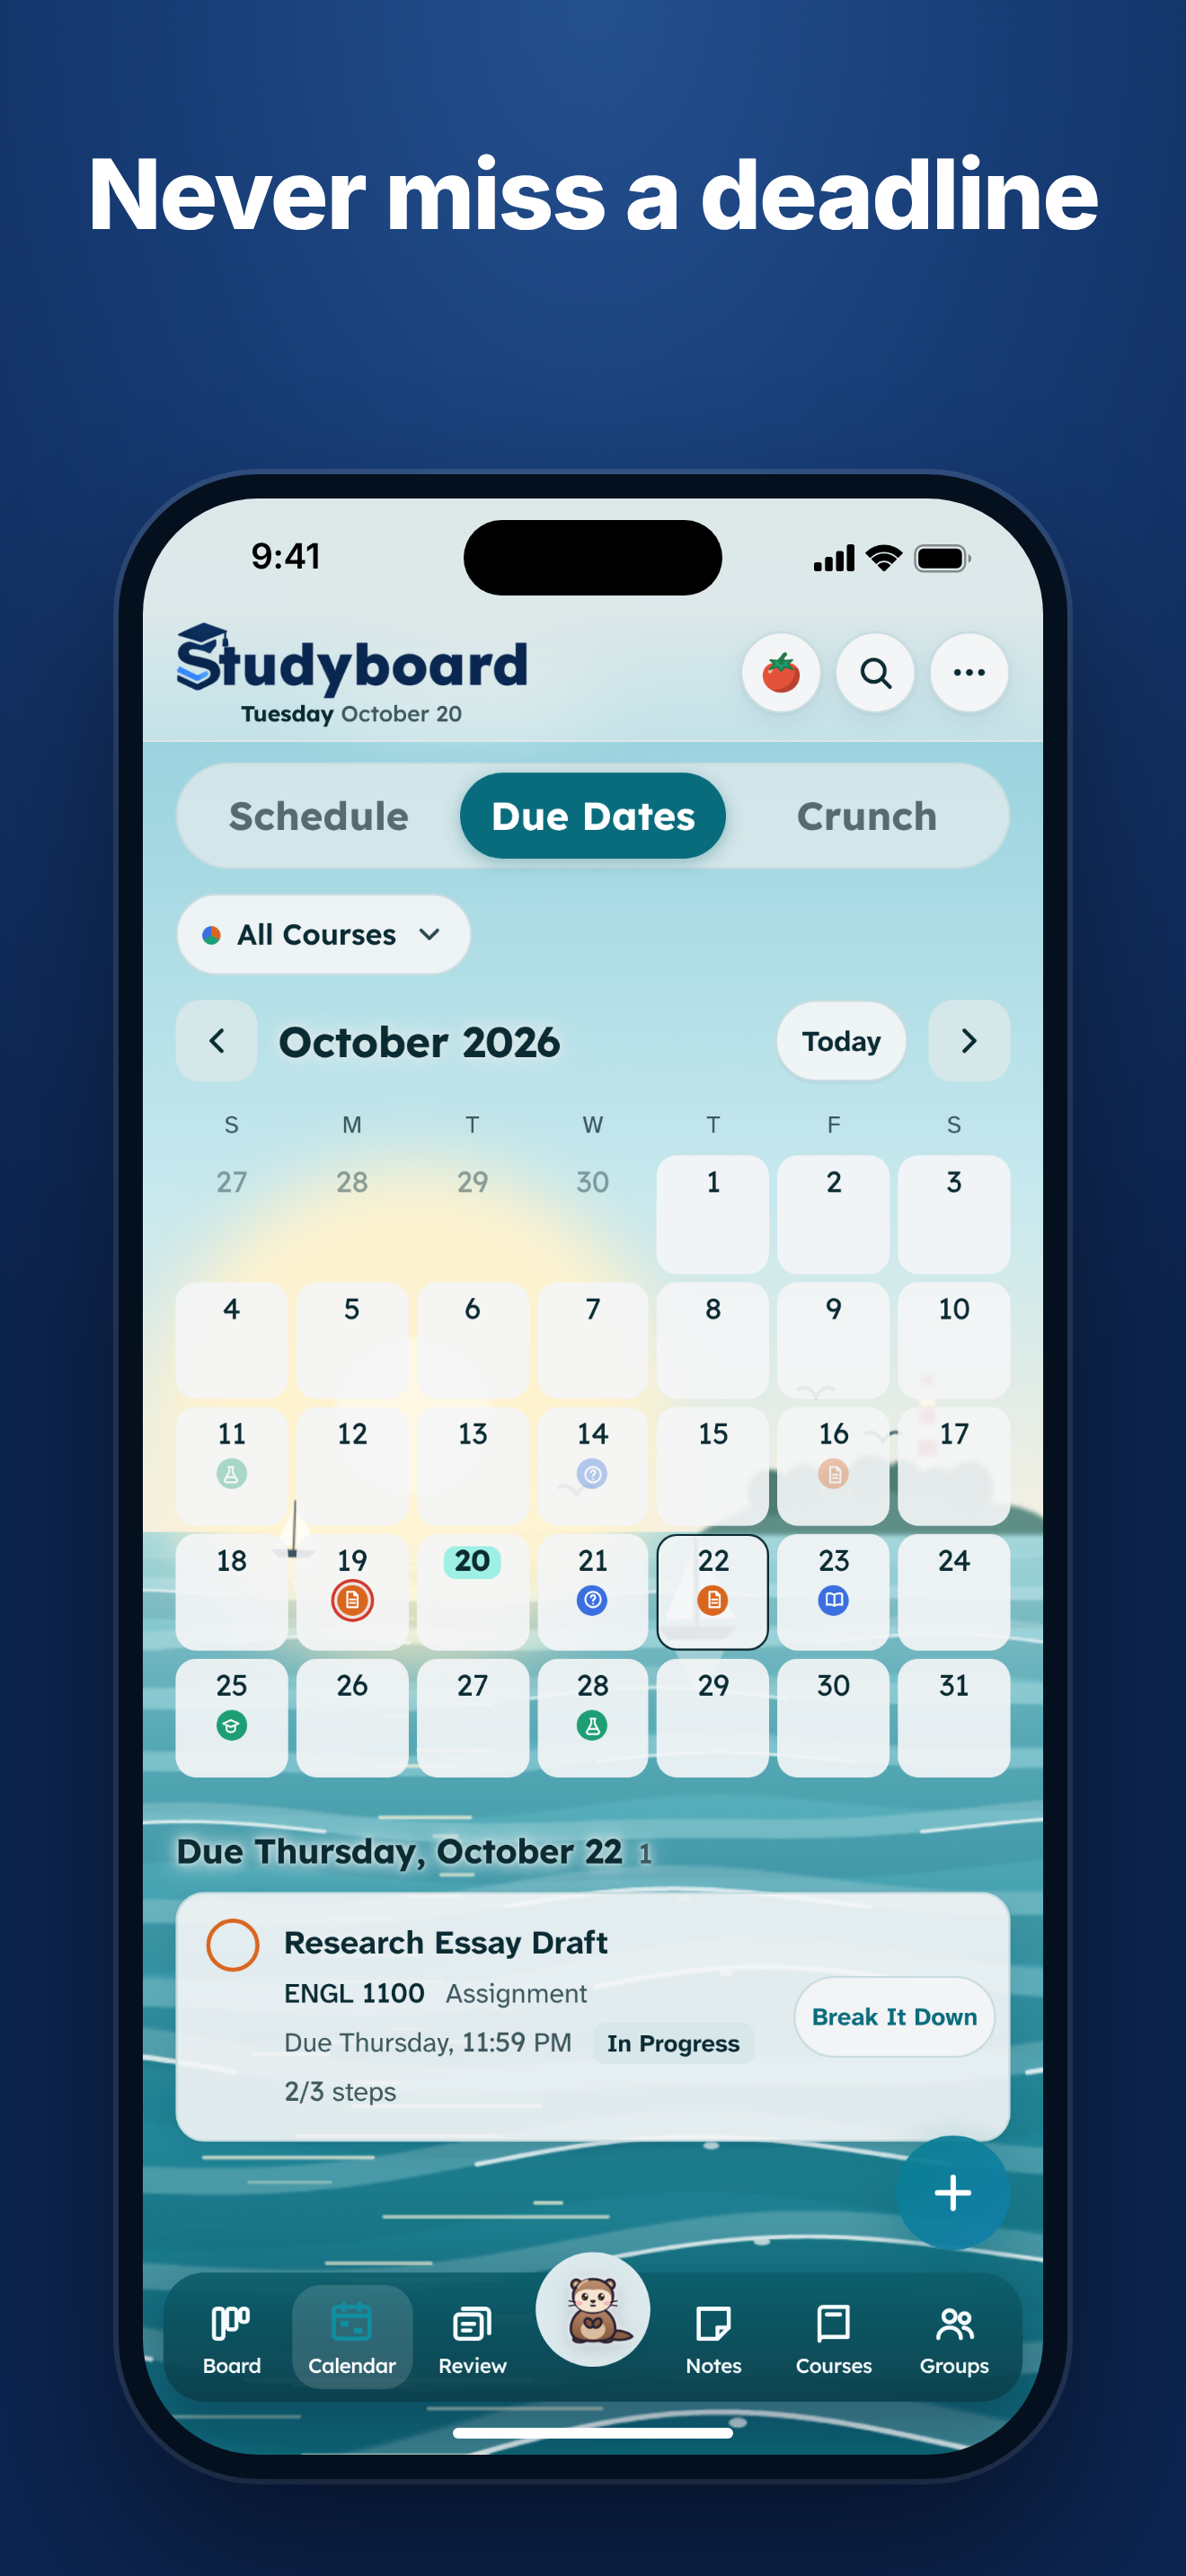 Never miss a deadline
9:41
Studyboard
Tuesday October 20
Schedule Due Dates Crunch
All Courses
October 2026 Today
S M T W T F S
27 28 29 30 1 2 3
4 5 6 7 8 9 10
11 12 13 14 15 16 17
18 19 20 21 22 23 24
25 26 27 28 29 30 31
Due Thursday, October 22 1
Research Essay Draft
ENGL 1100 Assignment
Break It Down
Due Thursday, 11:59 PM In Progress
2/3 steps
Board Calendar Review Notes Courses Groups